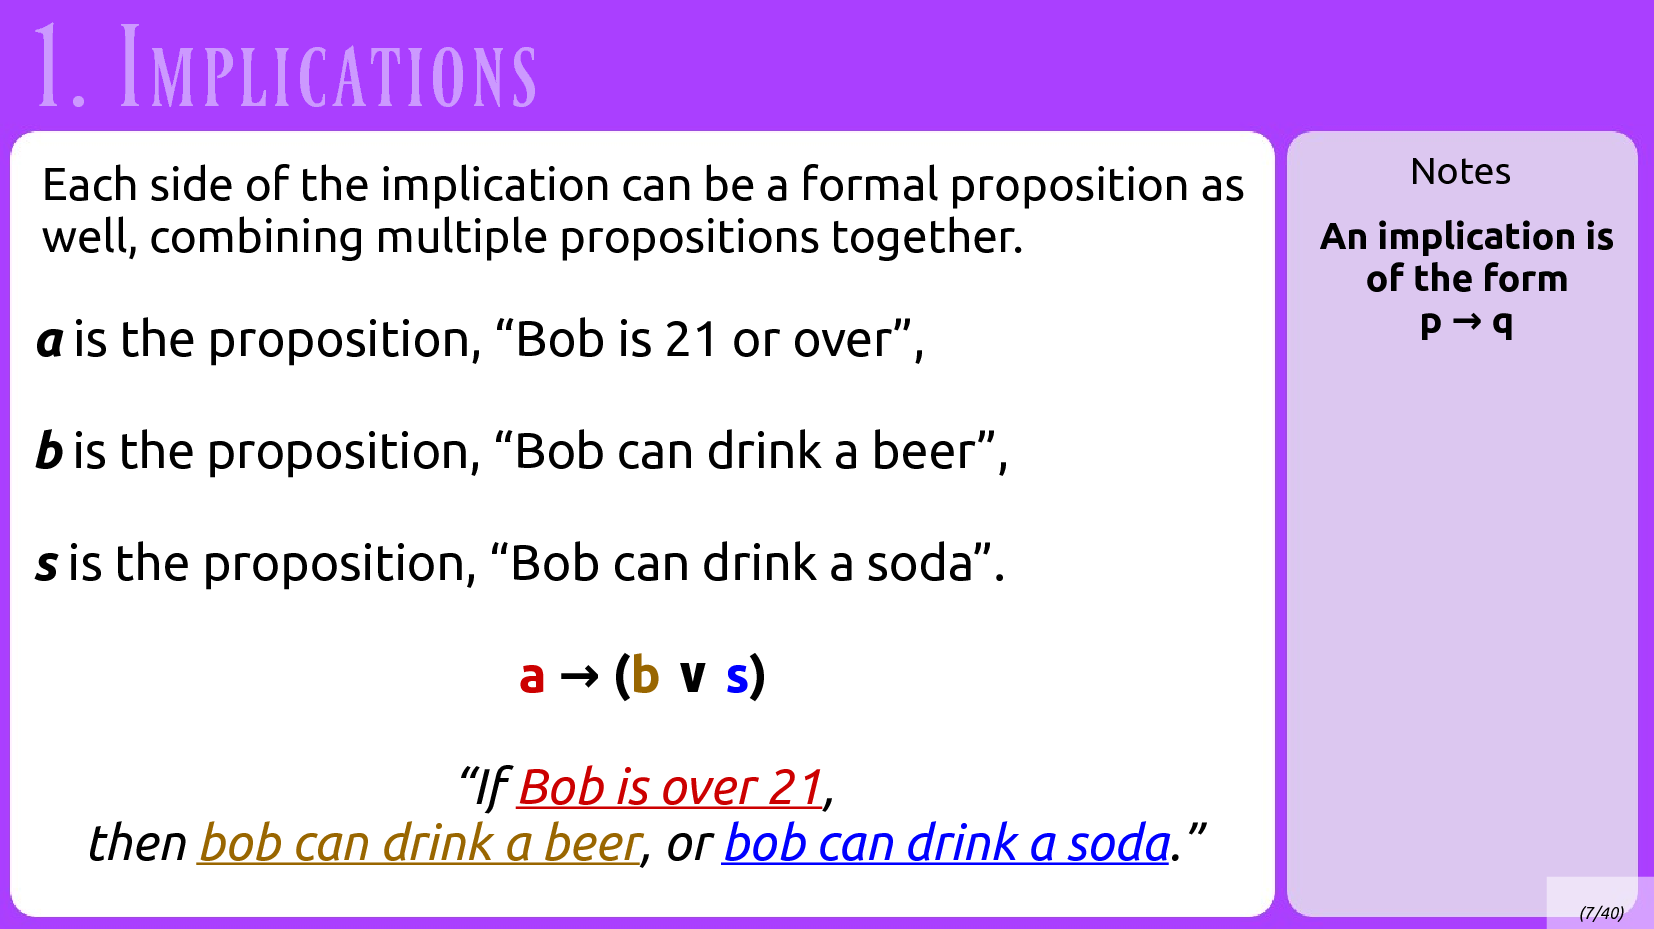 1. Implications
Each side of the implication can be a formal proposition as
well, combining multiple propositions together.
a is the proposition, “Bob is 21 or over”,
b is the proposition, “Bob can drink a beer”,
s is the proposition, “Bob can drink a soda”.
a → (b ∨ s)
“If Bob is over 21,
then bob can drink a beer, or bob can drink a soda.”
Notes
An implication is
of the form
p → q
(7/40)